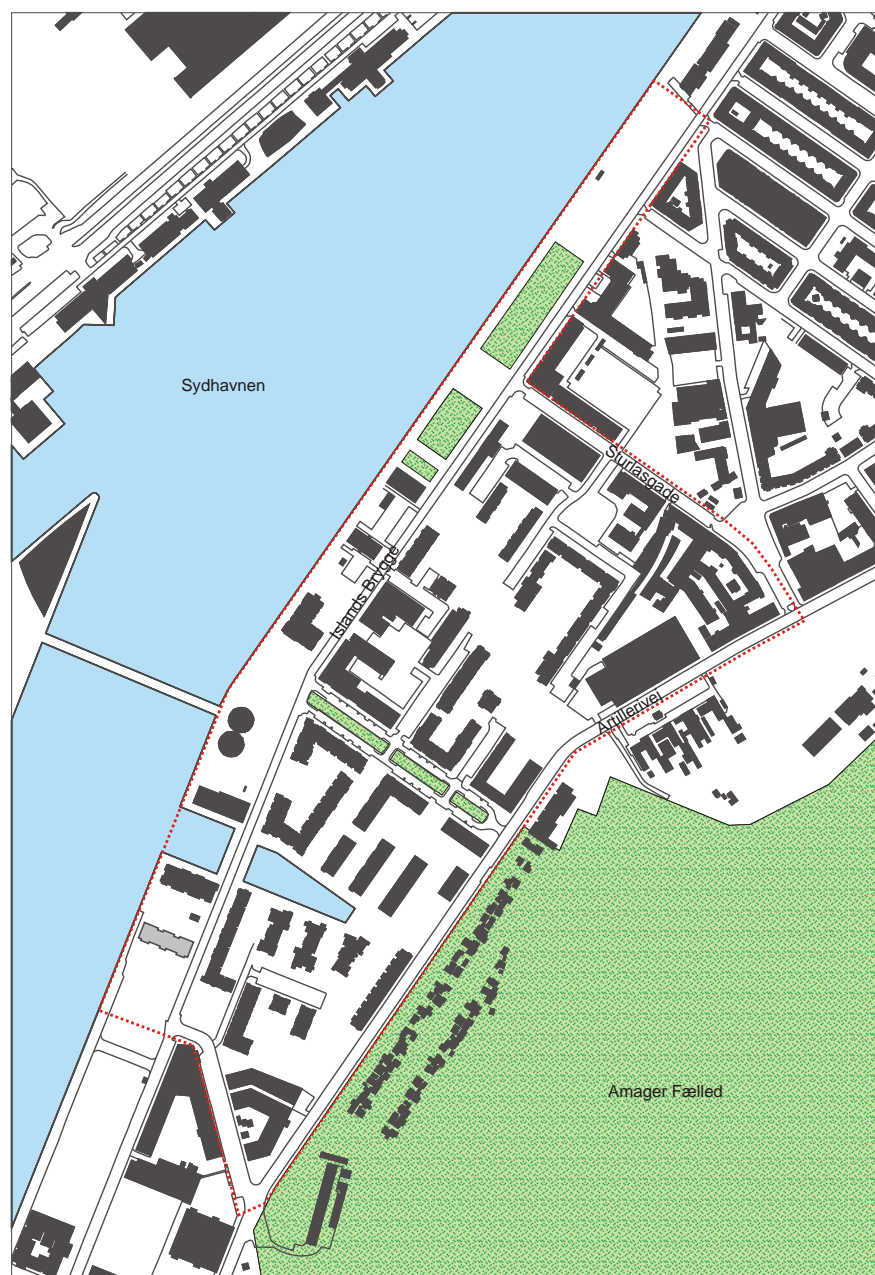 Sydhavnen
Sturlasgade
Islands Brygge
Artillerivej
Amager Fælled